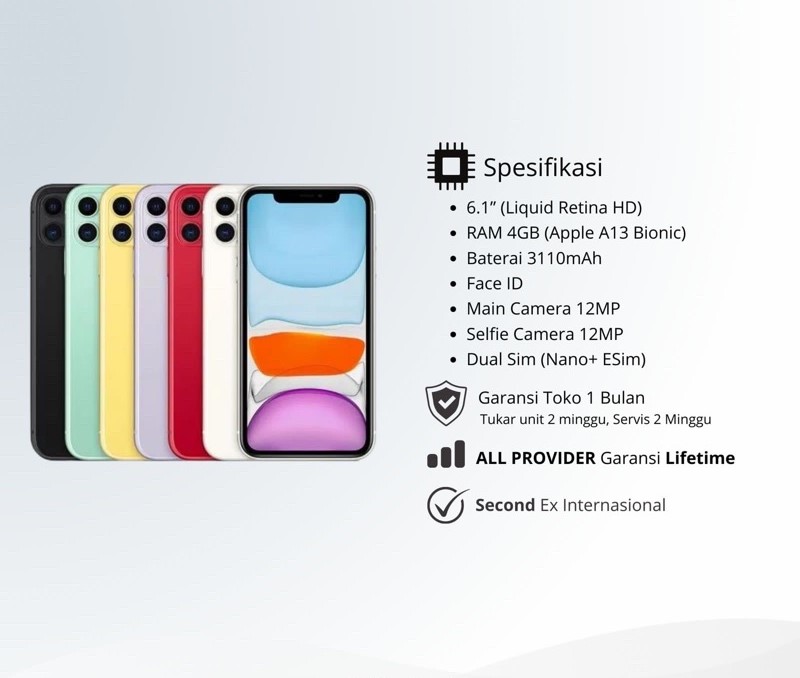 Spesifikasi
• 6.1” (Liquid Retina HD)
• RAM 4GB (Apple A13 Bionic)
• Baterai 3110mAh
• Face ID
• Main Camera 12MP
• Selfie Camera 12MP
• Dual Sim (Nano+ ESim)
Garansi Toko 1 Bulan
Tukar unit 2 minggu, Servis 2 Minggu
ALL PROVIDER Garansi Lifetime
Second Ex Internasional